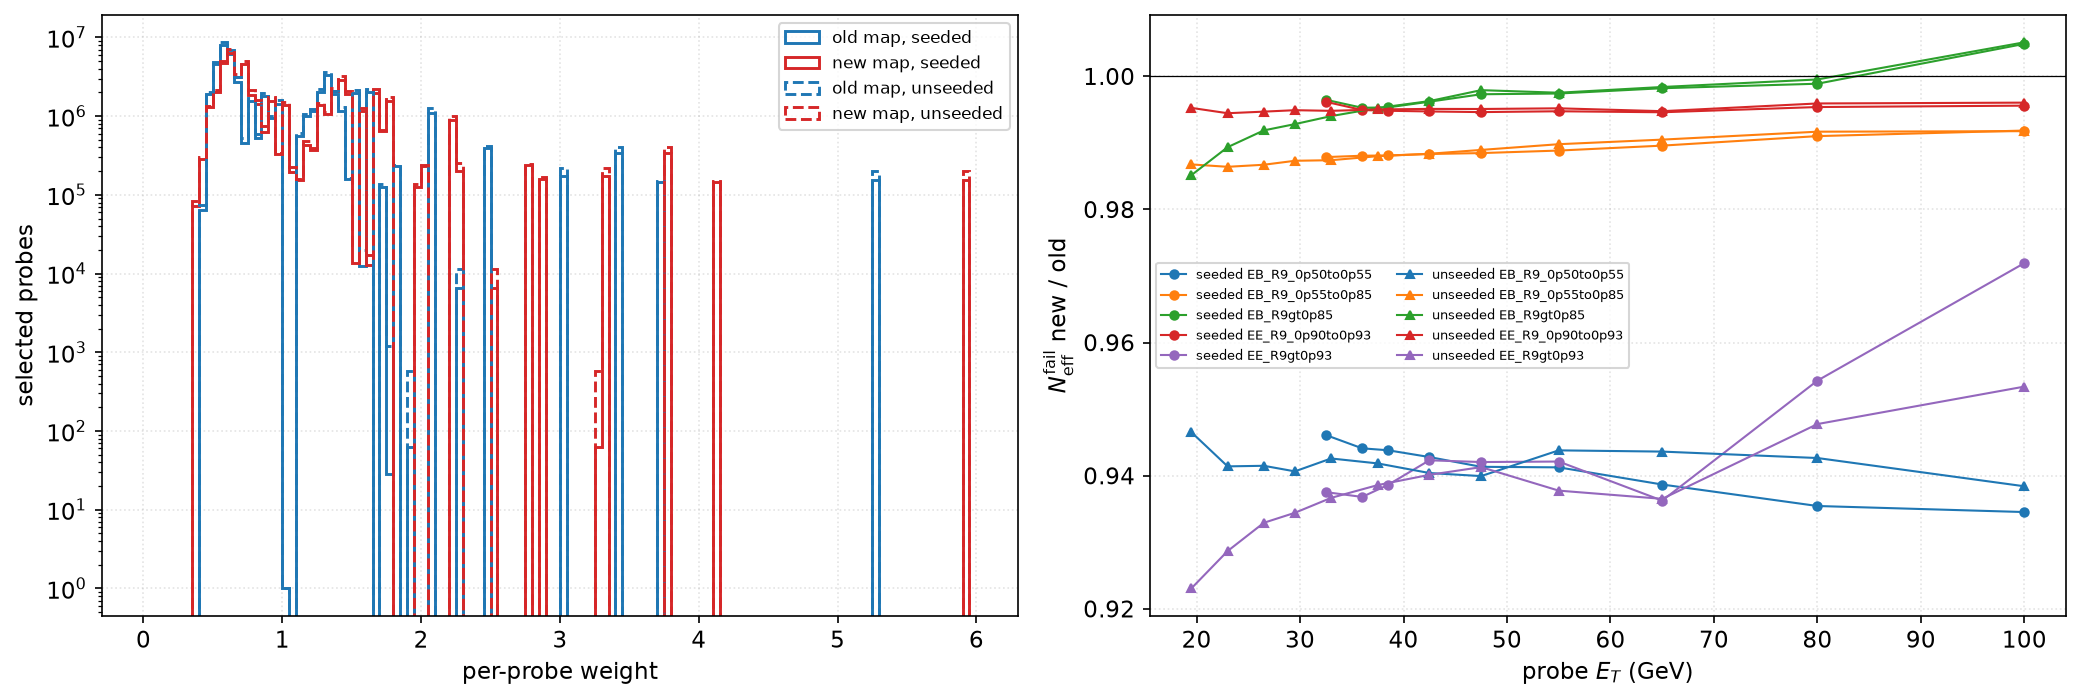 10^7
10^6
10^5
10^4
10^3
10^2
10^1
10^0
selected probes
0 1 2 3 4 5 6
per-probe weight
old map, seeded
new map, seeded
old map, unseeded
new map, unseeded
1.00
0.98
0.96
0.94
0.92
N_eff^fail new / old
seeded EB_R9_0p50to0p55
seeded EB_R9_0p55to0p85
seeded EB_R9gt0p85
seeded EE_R9_0p90to0p93
seeded EE_R9gt0p93
unseeded EB_R9_0p50to0p55
unseeded EB_R9_0p55to0p85
unseeded EB_R9gt0p85
unseeded EE_R9_0p90to0p93
unseeded EE_R9gt0p93
20 30 40 50 60 70 80 90 100
probe E_T (GeV)